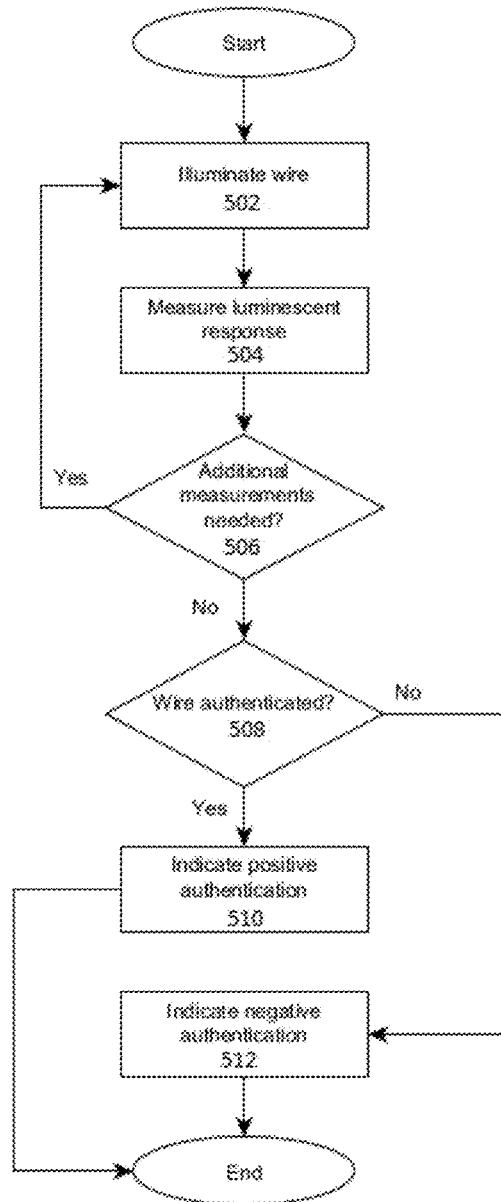 Start
Illuminate wire
502
Measure luminescent
response
504
Additional
measurements
needed?
506
Yes
No
Wire authenticated?
508
No
Yes
Indicate positive
authentication
510
Indicate negative
authentication
512
End